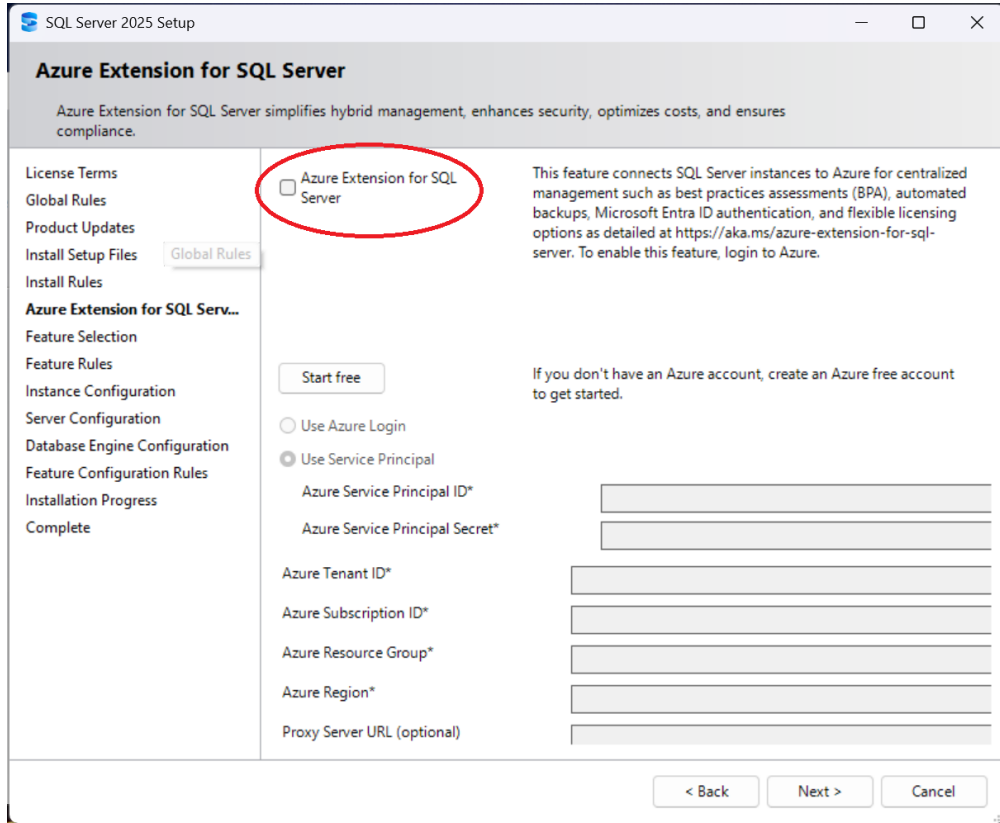 SQL Server 2025 Setup
Azure Extension for SQL Server
Azure Extension for SQL Server simplifies hybrid management, enhances security, optimizes costs, and ensures
compliance.
License Terms
Global Rules
Product Updates
Install Setup Files
Global Rules
Install Rules
Azure Extension for SQL Serv...
Feature Selection
Feature Rules
Instance Configuration
Server Configuration
Database Engine Configuration
Feature Configuration Rules
Installation Progress
Complete
Azure Extension for SQL
Server
This feature connects SQL Server instances to Azure for centralized
management such as best practices assessments (BPA), automated
backups, Microsoft Entra ID authentication, and flexible licensing
options as detailed at https://aka.ms/azure-extension-for-sql-
server. To enable this feature, login to Azure.
Start free
If you don't have an Azure account, create an Azure free account
to get started.
Use Azure Login
Use Service Principal
Azure Service Principal ID*
Azure Service Principal Secret*
Azure Tenant ID*
Azure Subscription ID*
Azure Resource Group*
Azure Region*
Proxy Server URL (optional)
< Back
Next >
Cancel